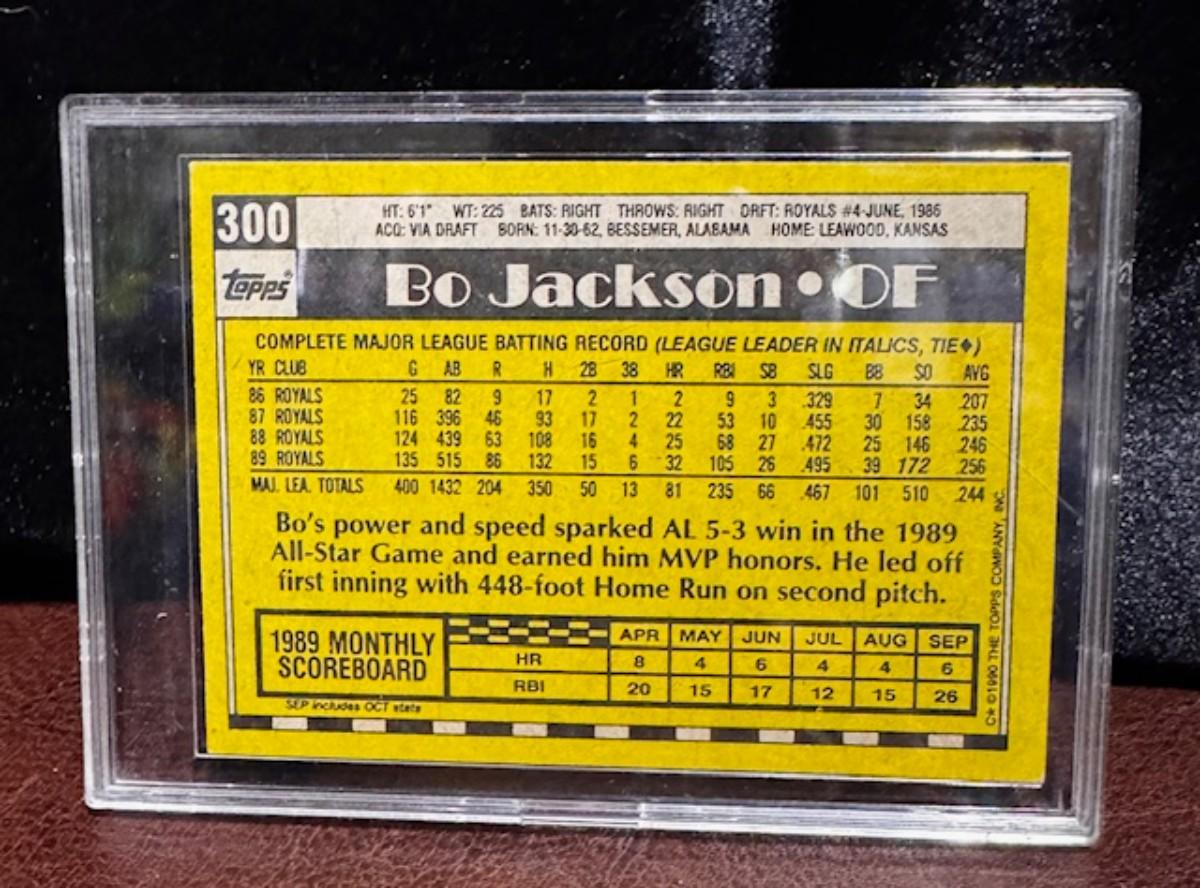 300
HT: 6'1" WT: 225 BATS: RIGHT THROWS: RIGHT DRFT: ROYALS #4-JUNE, 1986
ACQ: VIA DRAFT BORN: 11-30-62, BESSEMER, ALABAMA HOME: LEAWOOD, KANSAS
Topps®
Bo Jackson • OF
COMPLETE MAJOR LEAGUE BATTING RECORD (LEAGUE LEADER IN ITALICS, TIE♦)
YR CLUB G AB R H 2B 3B HR RBI SB SLG BB SO AVG
86 ROYALS 25 82 9 17 2 1 2 9 3 .329 7 34 .207
87 ROYALS 116 396 46 93 17 2 22 53 10 .455 30 158 .235
88 ROYALS 124 439 63 108 16 4 25 68 27 .472 25 146 .246
89 ROYALS 135 515 86 132 15 6 32 105 26 .495 39 172 .256
MAJ. LEA. TOTALS 400 1432 204 350 50 13 81 235 66 .467 101 510 .244
Bo's power and speed sparked AL 5-3 win in the 1989
All-Star Game and earned him MVP honors. He led off
first inning with 448-foot Home Run on second pitch.
1989 MONTHLY
SCOREBOARD
APR MAY JUN JUL AUG SEP
HR 8 4 6 4 4 6
RBI 20 15 17 12 15 26
SEP includes OCT stats
C* ©1990 THE TOPPS COMPANY, INC.